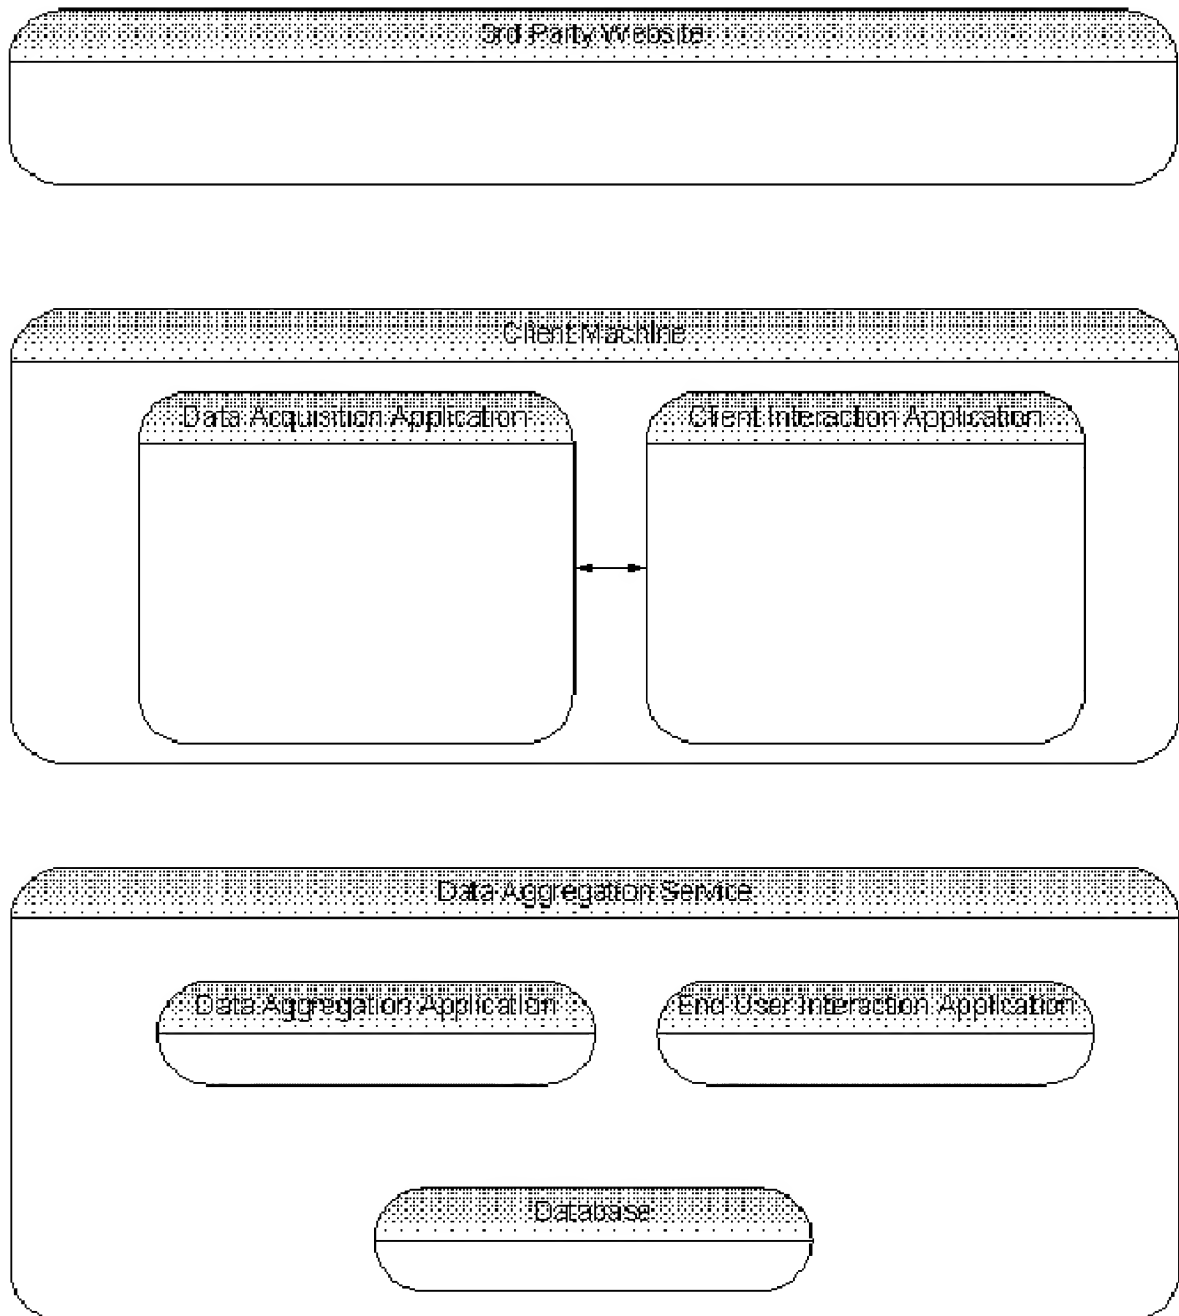 3rd Party Website
Client Machine
Data Acquisition Application
Client Interaction Application
Data Aggregation Service
Data Aggregation Application
End User Interaction Application
Database